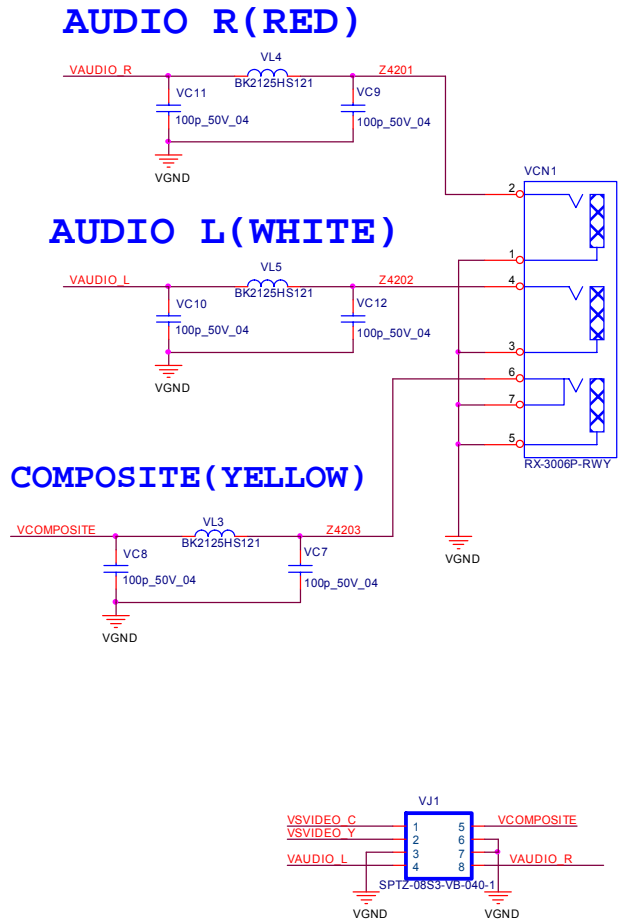 AUDIO R(RED)
VL4
VAUDIO_R
Z4201
BK2125HS121
VC11
VC9
100p_50V_04
100p_50V_04
VGND
VCN1
2
AUDIO L(WHITE)
1
VL5
VAUDIO_L
Z4202
4
BK2125HS121
VC10
VC12
100p_50V_04
100p_50V_04
3
VGND
6
7
5
RX-3006P-RWY
COMPOSITE(YELLOW)
VL3
VCOMPOSITE
Z4203
BK2125HS121
VC8
VC7
VGND
100p_50V_04
100p_50V_04
VGND
VJ1
VSVIDEO_C
1
5
VCOMPOSITE
VSVIDEO_Y
2
6
3
7
VAUDIO_L
4
8
VAUDIO_R
SPTZ-08S3-VB-040-1
VGND
VGND